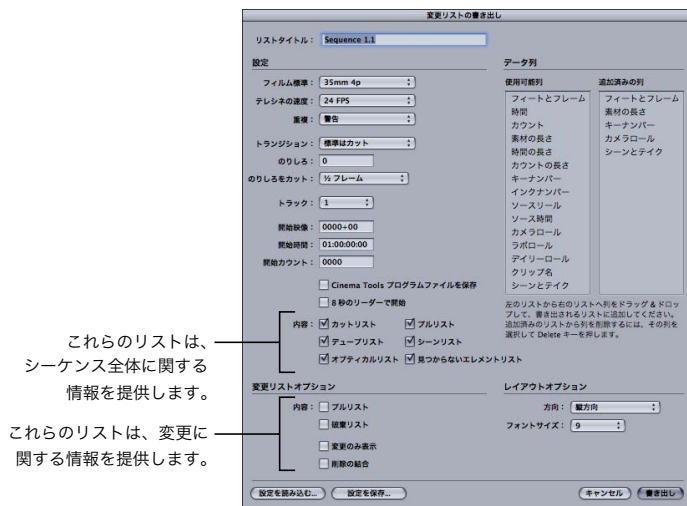 変更リストの書き出し
リストタイトル： Sequence 1.1
設定
フィルム標準： 35mm 4p
テレシネの速度： 24 FPS
重複： 警告
トランジション： 標準はカット
のりしろ： 0
のりしろをカット： ½ フレーム
トラック： 1
開始映像： 0000+00
開始時間： 01:00:00:00
開始カウント： 0000
Cinema Tools プログラムファイルを保存
8 秒のリーダーで開始
内容： カットリスト プルリスト
デュープリスト シーンリスト
オプティカルリスト 見つからないエレメントリスト
変更リストオプション
内容： プルリスト
破棄リスト
変更のみ表示
削除の結合
データ列
使用可能列
フィートとフレーム
時間
カウント
素材の長さ
時間の長さ
カウントの長さ
キーナンバー
インクナンバー
ソースリール
ソース時間
カメラロール
ラボロール
デイリーロール
クリップ名
シーンとテイク
追加済みの列
フィートとフレーム
素材の長さ
キーナンバー
カメラロール
シーンとテイク
左のリストから右のリストへ列をドラッグ & ドロッ
プして、書き出されるリストに追加してください。
追加済みのリストから列を削除するには、その列を
選択して Delete キーを押します。
レイアウトオプション
方向： 縦方向
フォントサイズ： 9
設定を読み込む... 設定を保存... キャンセル 書き出し
これらのリストは、
シーケンス全体に関する
情報を提供します。
これらのリストは、変更に
関する情報を提供します。